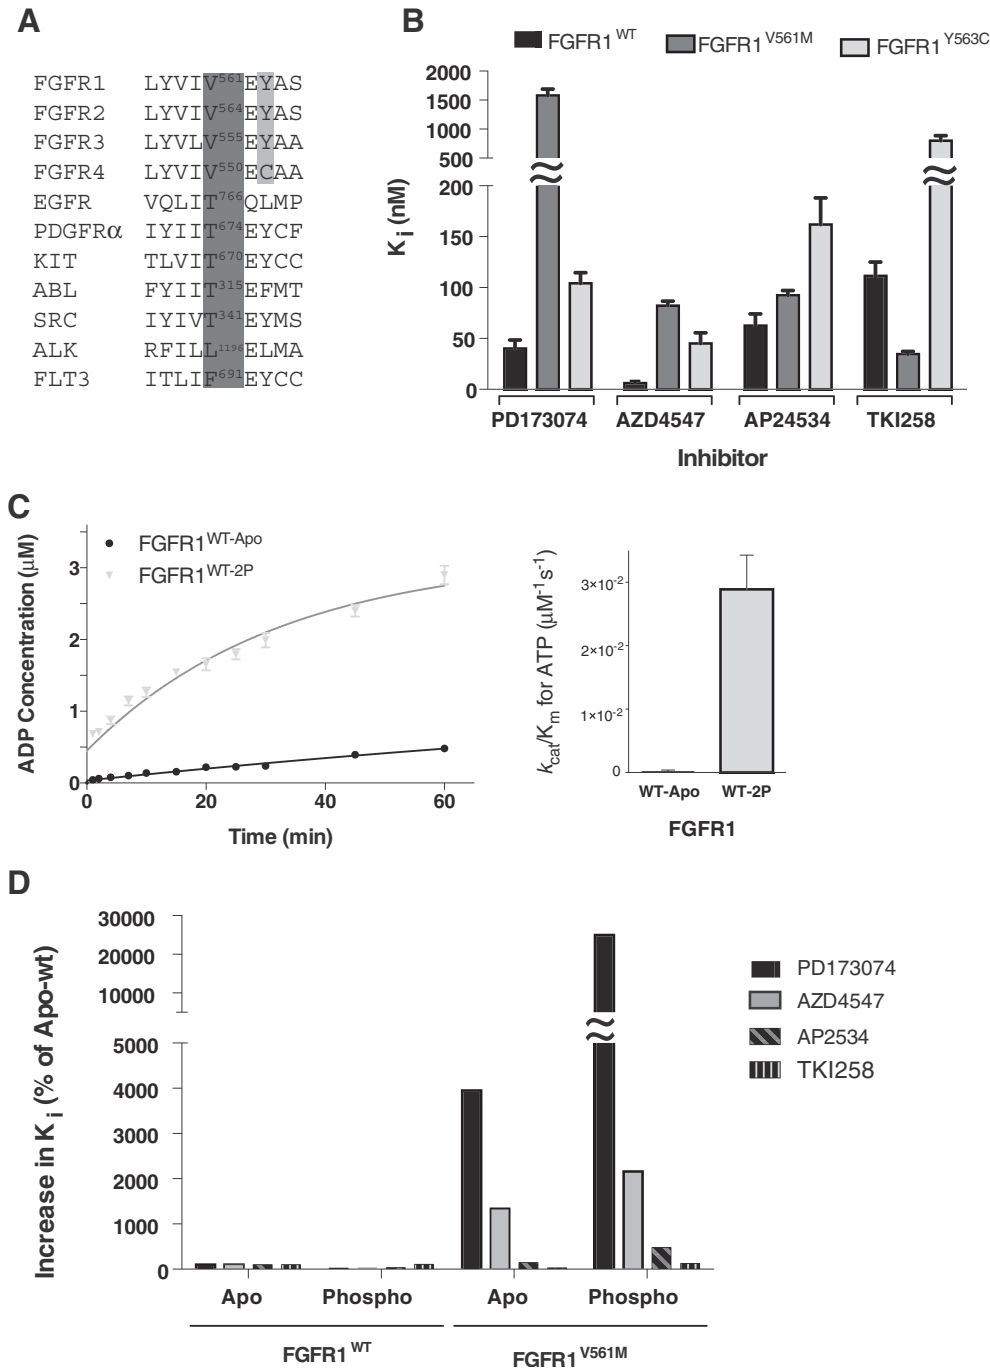 A
FGFR1 LYVIV561EYAS
FGFR2 LYVIV564EYAS
FGFR3 LYVLV555EYAA
FGFR4 LYVIV550ECAA
EGFR VQLIT766QLMP
PDGFRα IYIIT674EYCF
KIT TLVIT670EYCC
ABL FYIIT315EFMT
SRC IYIVT341EYMS
ALK RFILL1196ELMA
FLT3 ITLIF691EYCC
B
FGFR1WT FGFR1V561M FGFR1Y563C
Ki (nM)
2000
1500
1000
500
200
150
100
50
0
PD173074 AZD4547 AP24534 TKI258
Inhibitor
C
ADP Concentration (μM)
FGFR1WT-Apo
FGFR1WT-2P
3
2
1
0
0 20 40 60
Time (min)
kcat/Km for ATP (μM-1s-1)
3×10-2
2×10-2
1×10-2
0
WT-Apo WT-2P
FGFR1
D
Increase in Ki (% of Apo-wt)
30000
20000
10000
5000
4000
3000
2000
1000
0
PD173074
AZD4547
AP2534
TKI258
Apo Phospho Apo Phospho
FGFR1WT FGFR1V561M